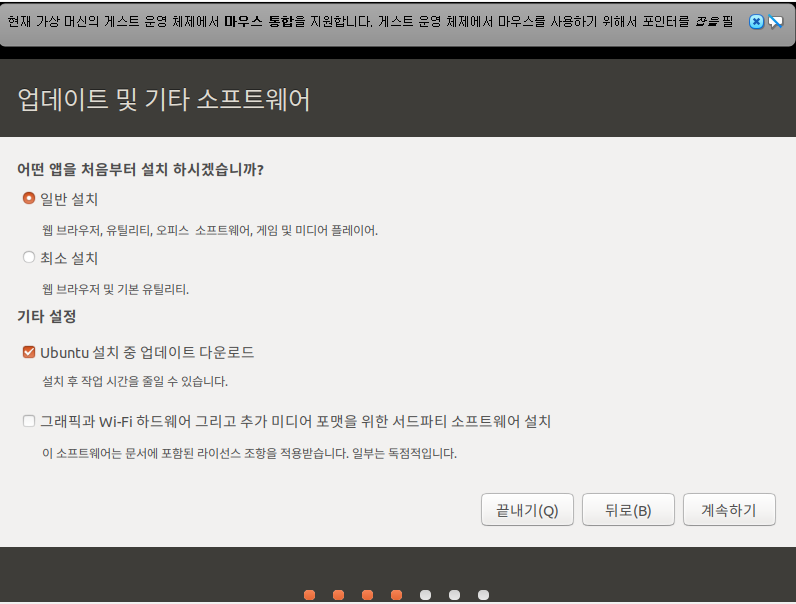 현재 가상 머신의 게스트 운영 체제에서 마우스 통합을 지원합니다. 게스트 운영 체제에서 마우스를 사용하기 위해서 포인터를 잡을 필
업데이트 및 기타 소프트웨어
어떤 앱을 처음부터 설치 하시겠습니까?
일반 설치
웹 브라우저, 유틸리티, 오피스 소프트웨어, 게임 및 미디어 플레이어.
최소 설치
웹 브라우저 및 기본 유틸리티.
기타 설정
Ubuntu 설치 중 업데이트 다운로드
설치 후 작업 시간을 줄일 수 있습니다.
그래픽과 Wi-Fi 하드웨어 그리고 추가 미디어 포맷을 위한 서드파티 소프트웨어 설치
이 소프트웨어는 문서에 포함된 라이선스 조항을 적용받습니다. 일부는 독점적입니다.
끝내기(Q) 뒤로(B) 계속하기